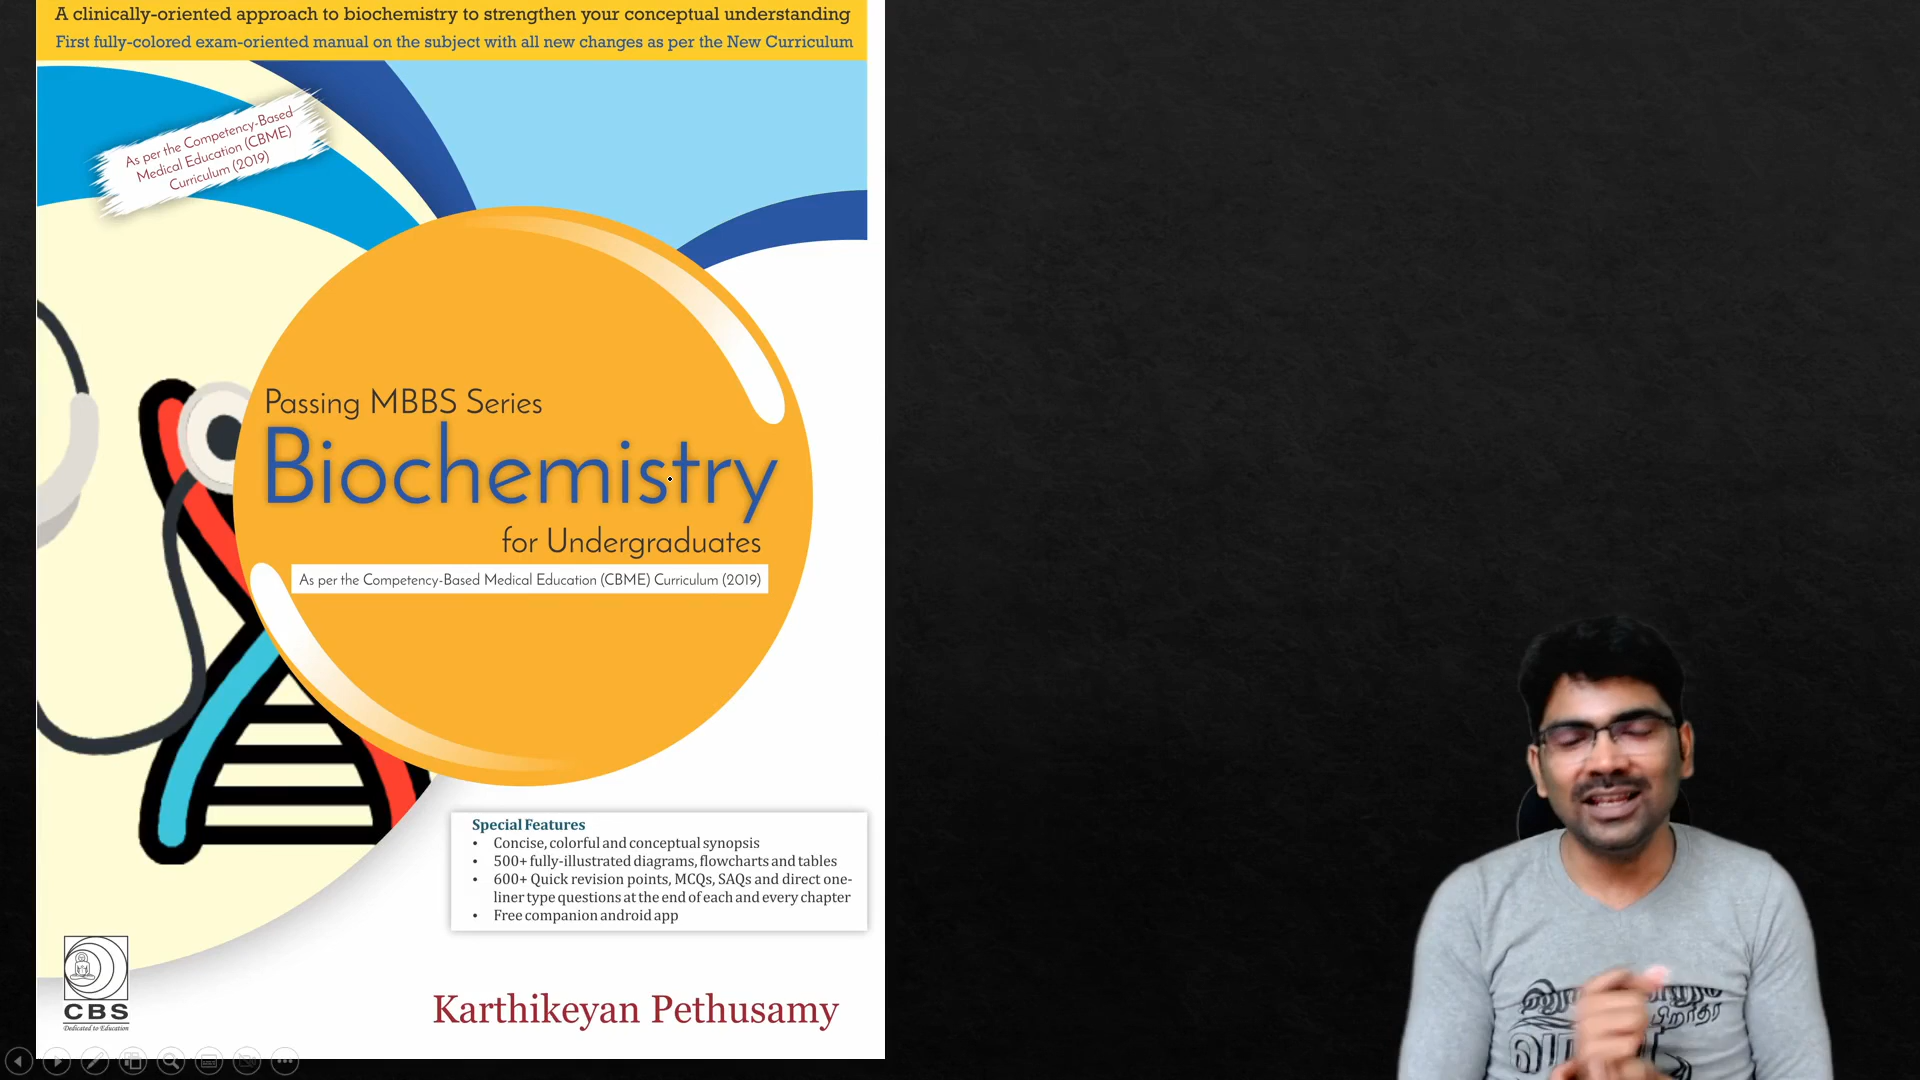 A clinically-oriented approach to biochemistry to strengthen your conceptual understanding
First fully-colored exam-oriented manual on the subject with all new changes as per the New Curriculum
As per the Competency-Based
Medical Education (CBME)
Curriculum (2019)
Passing MBBS Series
Biochemistry
for Undergraduates
As per the Competency-Based Medical Education (CBME) Curriculum (2019)
Special Features
• Concise, colorful and conceptual synopsis
• 500+ fully-illustrated diagrams, flowcharts and tables
• 600+ Quick revision points, MCQs, SAQs and direct one-
liner type questions at the end of each and every chapter
• Free companion android app
CBS
Dedicated to Education
Karthikeyan Pethusamy